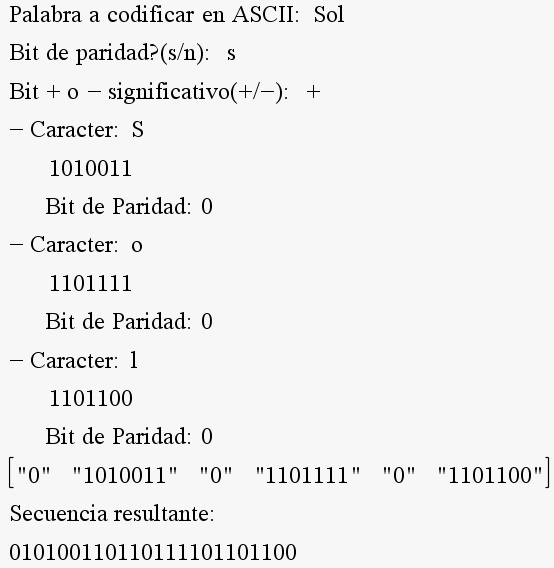 Palabra a codificar en ASCII: Sol
Bit de paridad?(s/n): s
Bit + o − significativo(+/−): +
− Caracter: S
1010011
Bit de Paridad: 0
− Caracter: o
1101111
Bit de Paridad: 0
− Caracter: l
1101100
Bit de Paridad: 0
["0" "1010011" "0" "1101111" "0" "1101100"]
Secuencia resultante:
010100110110111101101100